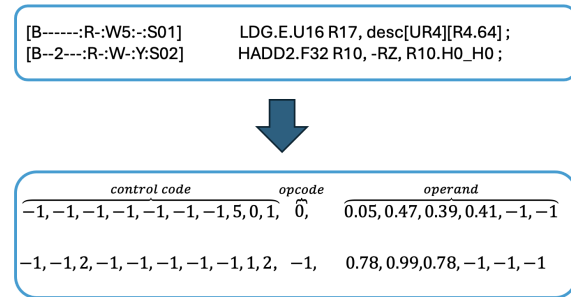 [B------:R-:W5:-:S01] LDG.E.U16 R17, desc[UR4][R4.64] ;
[B--2---:R-:W-:Y:S02] HADD2.F32 R10, -RZ, R10.H0_H0 ;
control code opcode operand
−1, −1, −1, −1, −1, −1, −1, 5, 0, 1, 0, 0.05, 0.47, 0.39, 0.41, −1, −1
−1, −1, 2, −1, −1, −1, −1, −1, 1, 2, −1, 0.78, 0.99, 0.78, −1, −1, −1